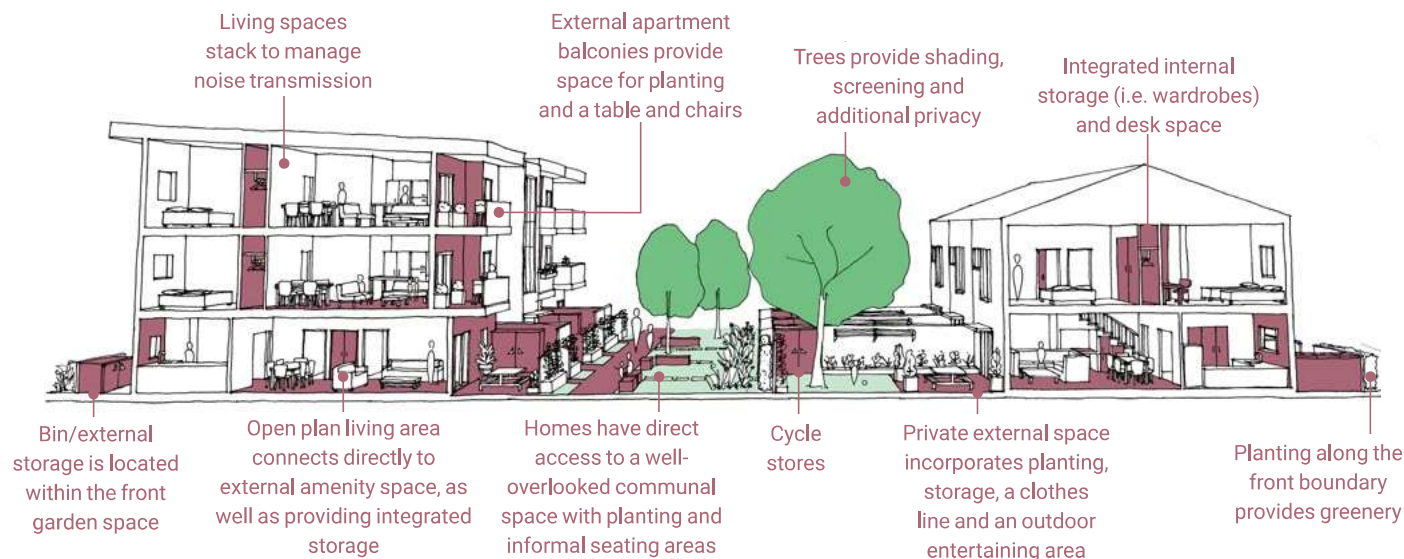 Living spaces
stack to manage
noise transmission
External apartment
balconies provide
space for planting
and a table and chairs
Trees provide shading,
screening and
additional privacy
Integrated internal
storage (i.e. wardrobes)
and desk space
Bin/external
storage is located
within the front
garden space
Open plan living area
connects directly to
external amenity space, as
well as providing integrated
storage
Homes have direct
access to a well-
overlooked communal
space with planting and
informal seating areas
Cycle
stores
Private external space
incorporates planting,
storage, a clothes
line and an outdoor
entertaining area
Planting along the
front boundary
provides greenery